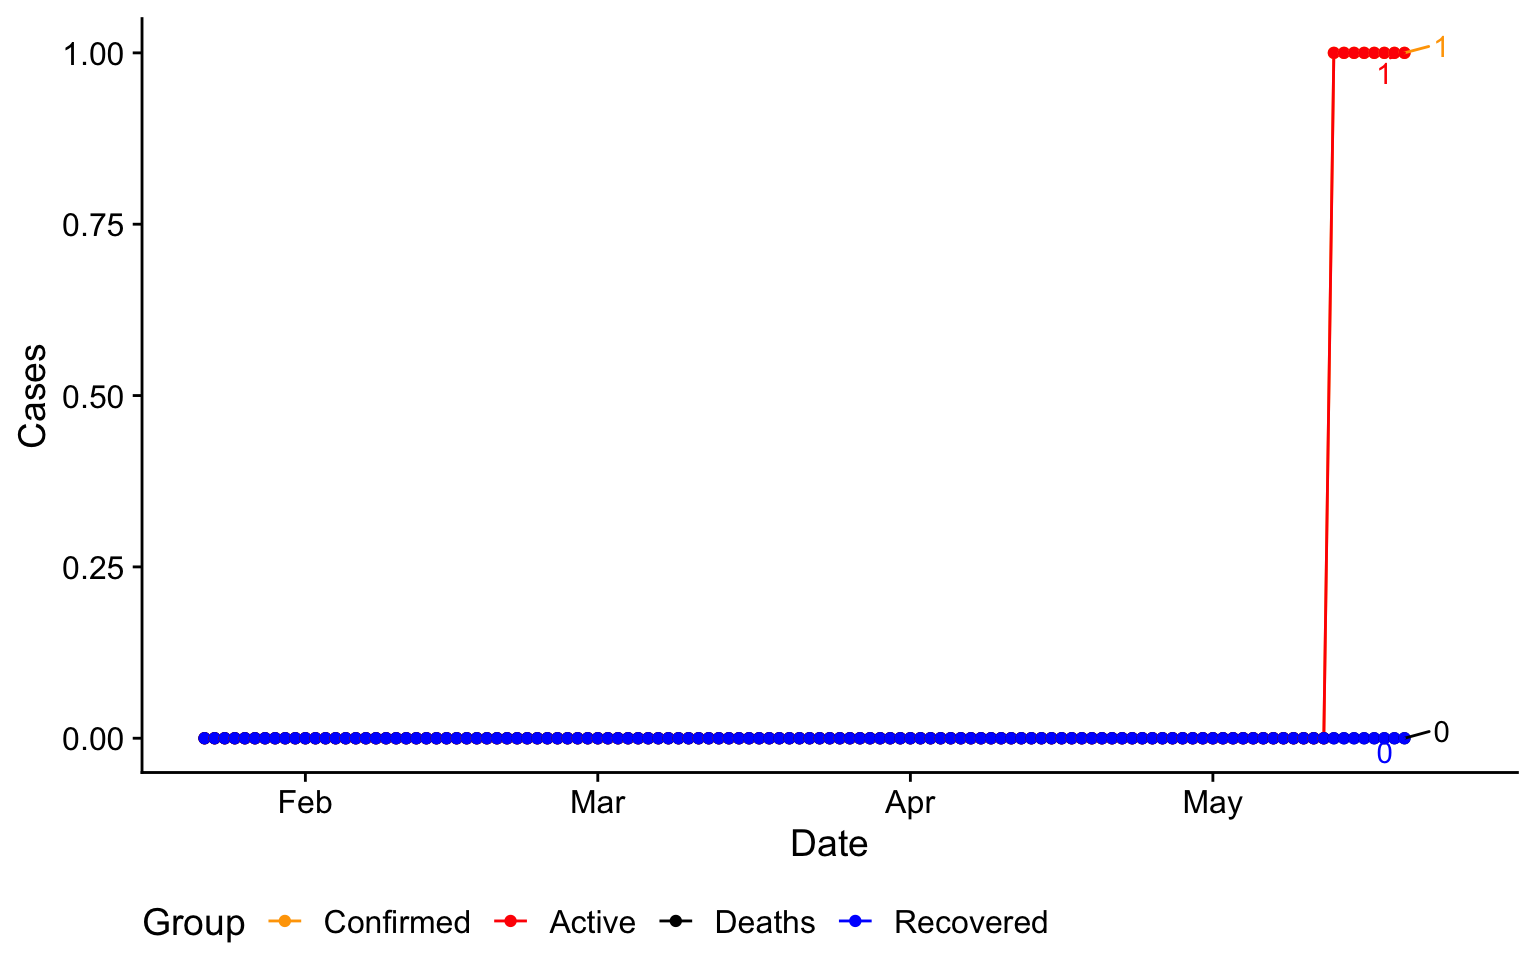 1.00
0.75
0.50
0.25
0.00
Cases
1
1
0
0
Feb Mar Apr May
Date
Group Confirmed Active Deaths Recovered